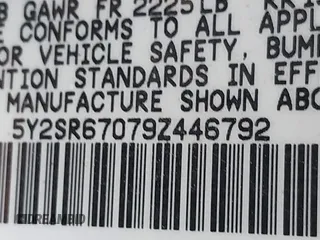 B GAWR FR 2225LB
E CONFORMS TO ALL APPL
OR VEHICLE SAFETY, BUMP
NTION STANDARDS IN EFF
MANUFACTURE SHOWN ABO
5Y2SR67079Z446792
DREAMBID